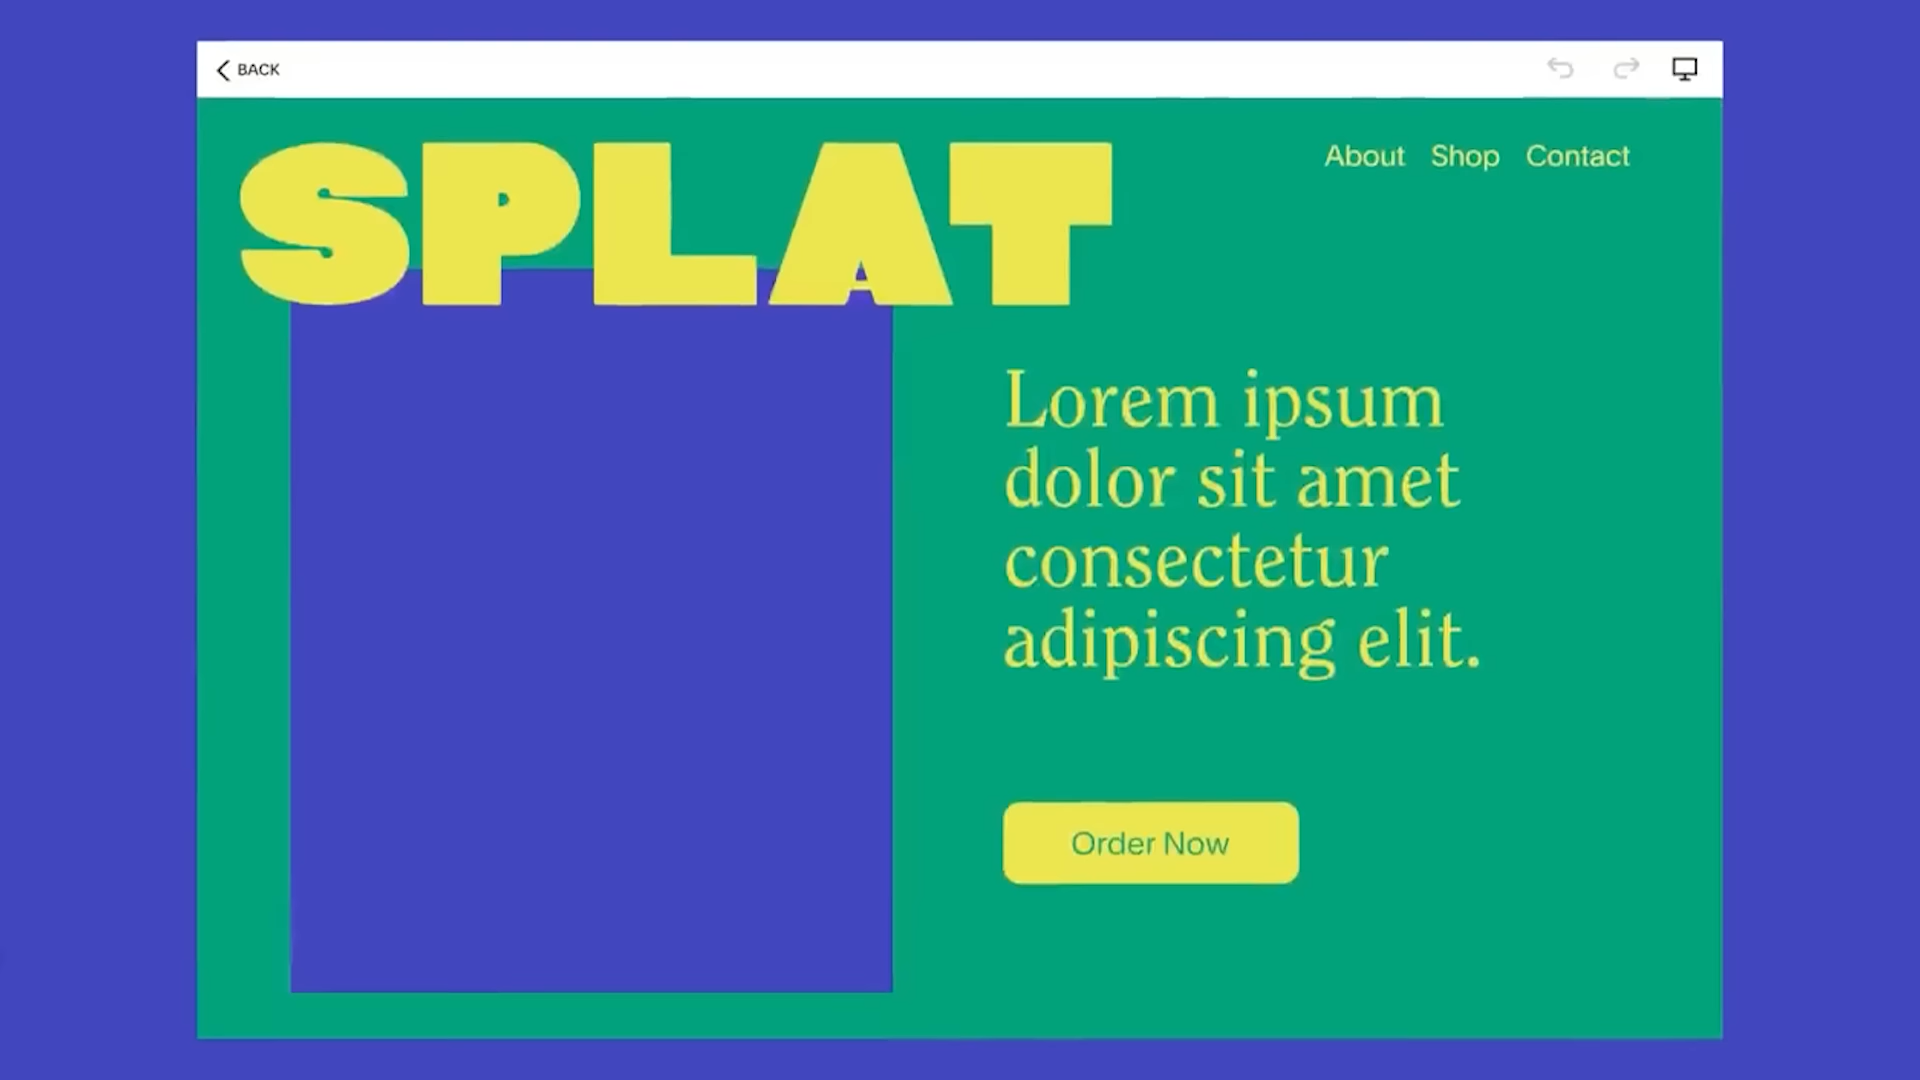 BACK
SPLAT
About Shop Contact
Lorem ipsum
dolor sit amet
consectetur
adipiscing elit.
Order Now